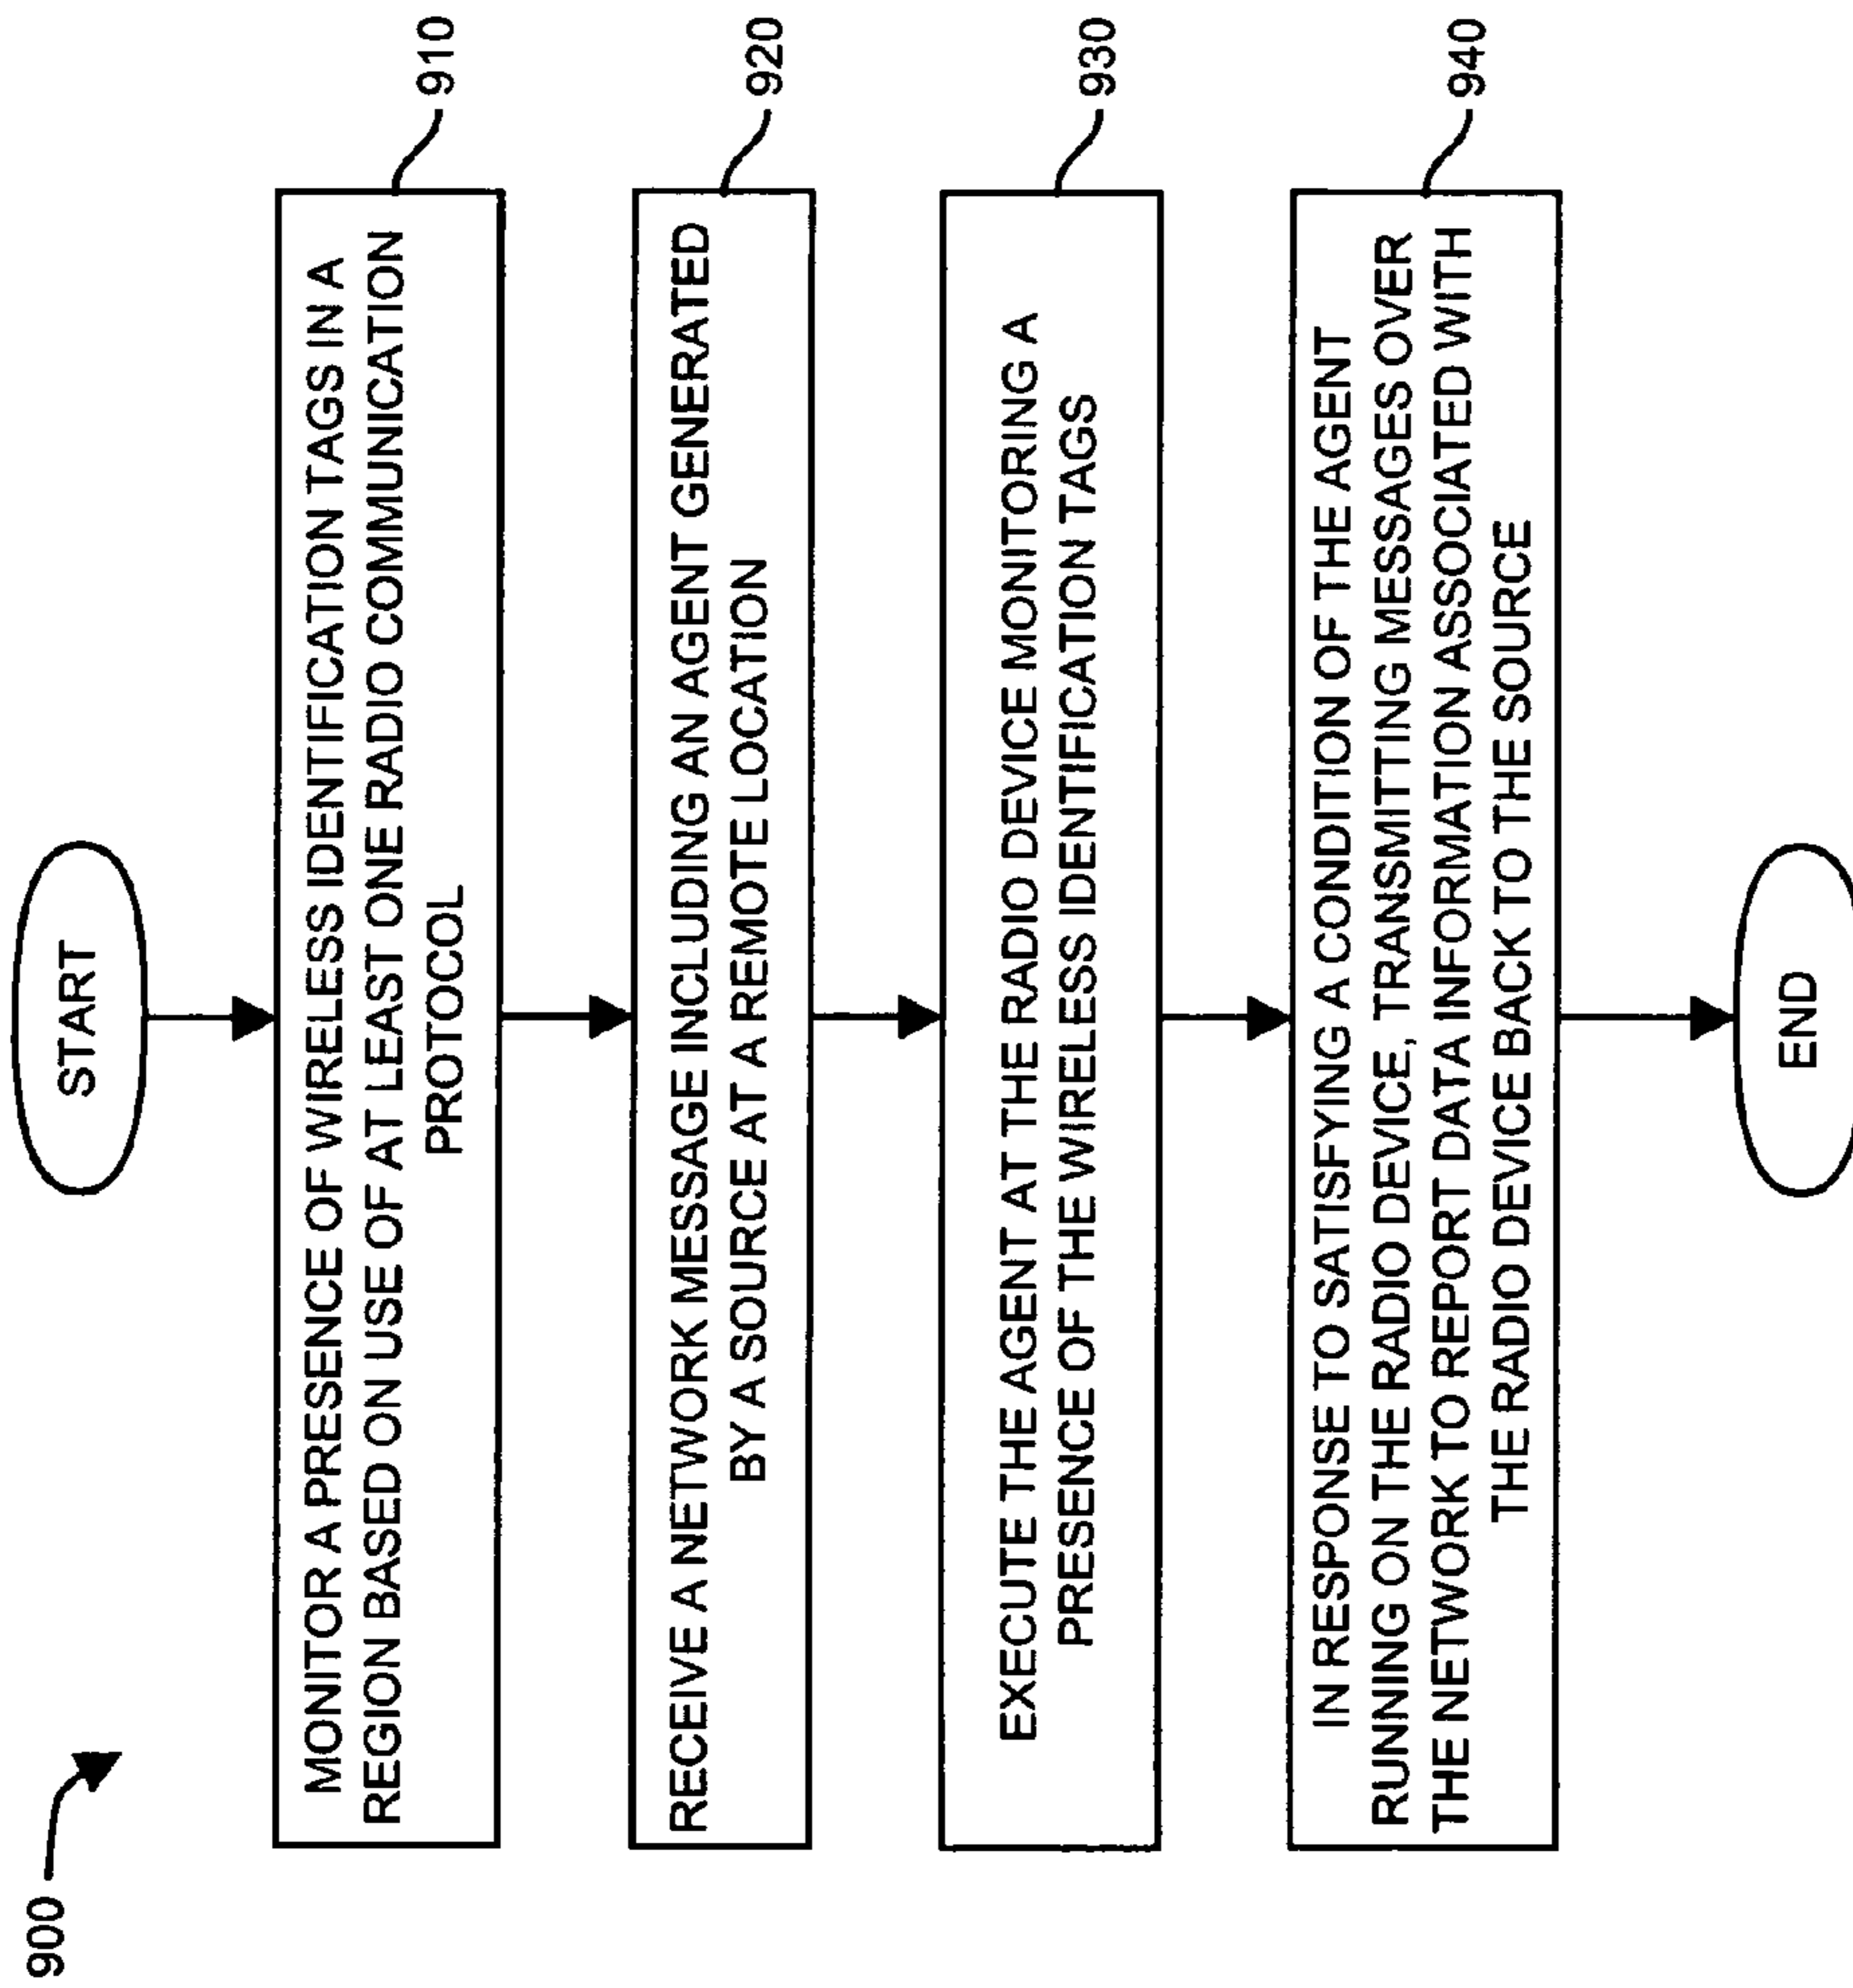 900
START
MONITOR A PRESENCE OF WIRELESS IDENTIFICATION TAGS IN A
REGION BASED ON USE OF AT LEAST ONE RADIO COMMUNICATION
PROTOCOL
910
RECEIVE A NETWORK MESSAGE INCLUDING AN AGENT GENERATED
BY A SOURCE AT A REMOTE LOCATION
920
EXECUTE THE AGENT AT THE RADIO DEVICE MONITORING A
PRESENCE OF THE WIRELESS IDENTIFICATION TAGS
930
IN RESPONSE TO SATISFYING A CONDITION OF THE AGENT
RUNNING ON THE RADIO DEVICE, TRANSMITTING MESSAGES OVER
THE NETWORK TO REPORT DATA INFORMATION ASSOCIATED WITH
THE RADIO DEVICE BACK TO THE SOURCE
940
END